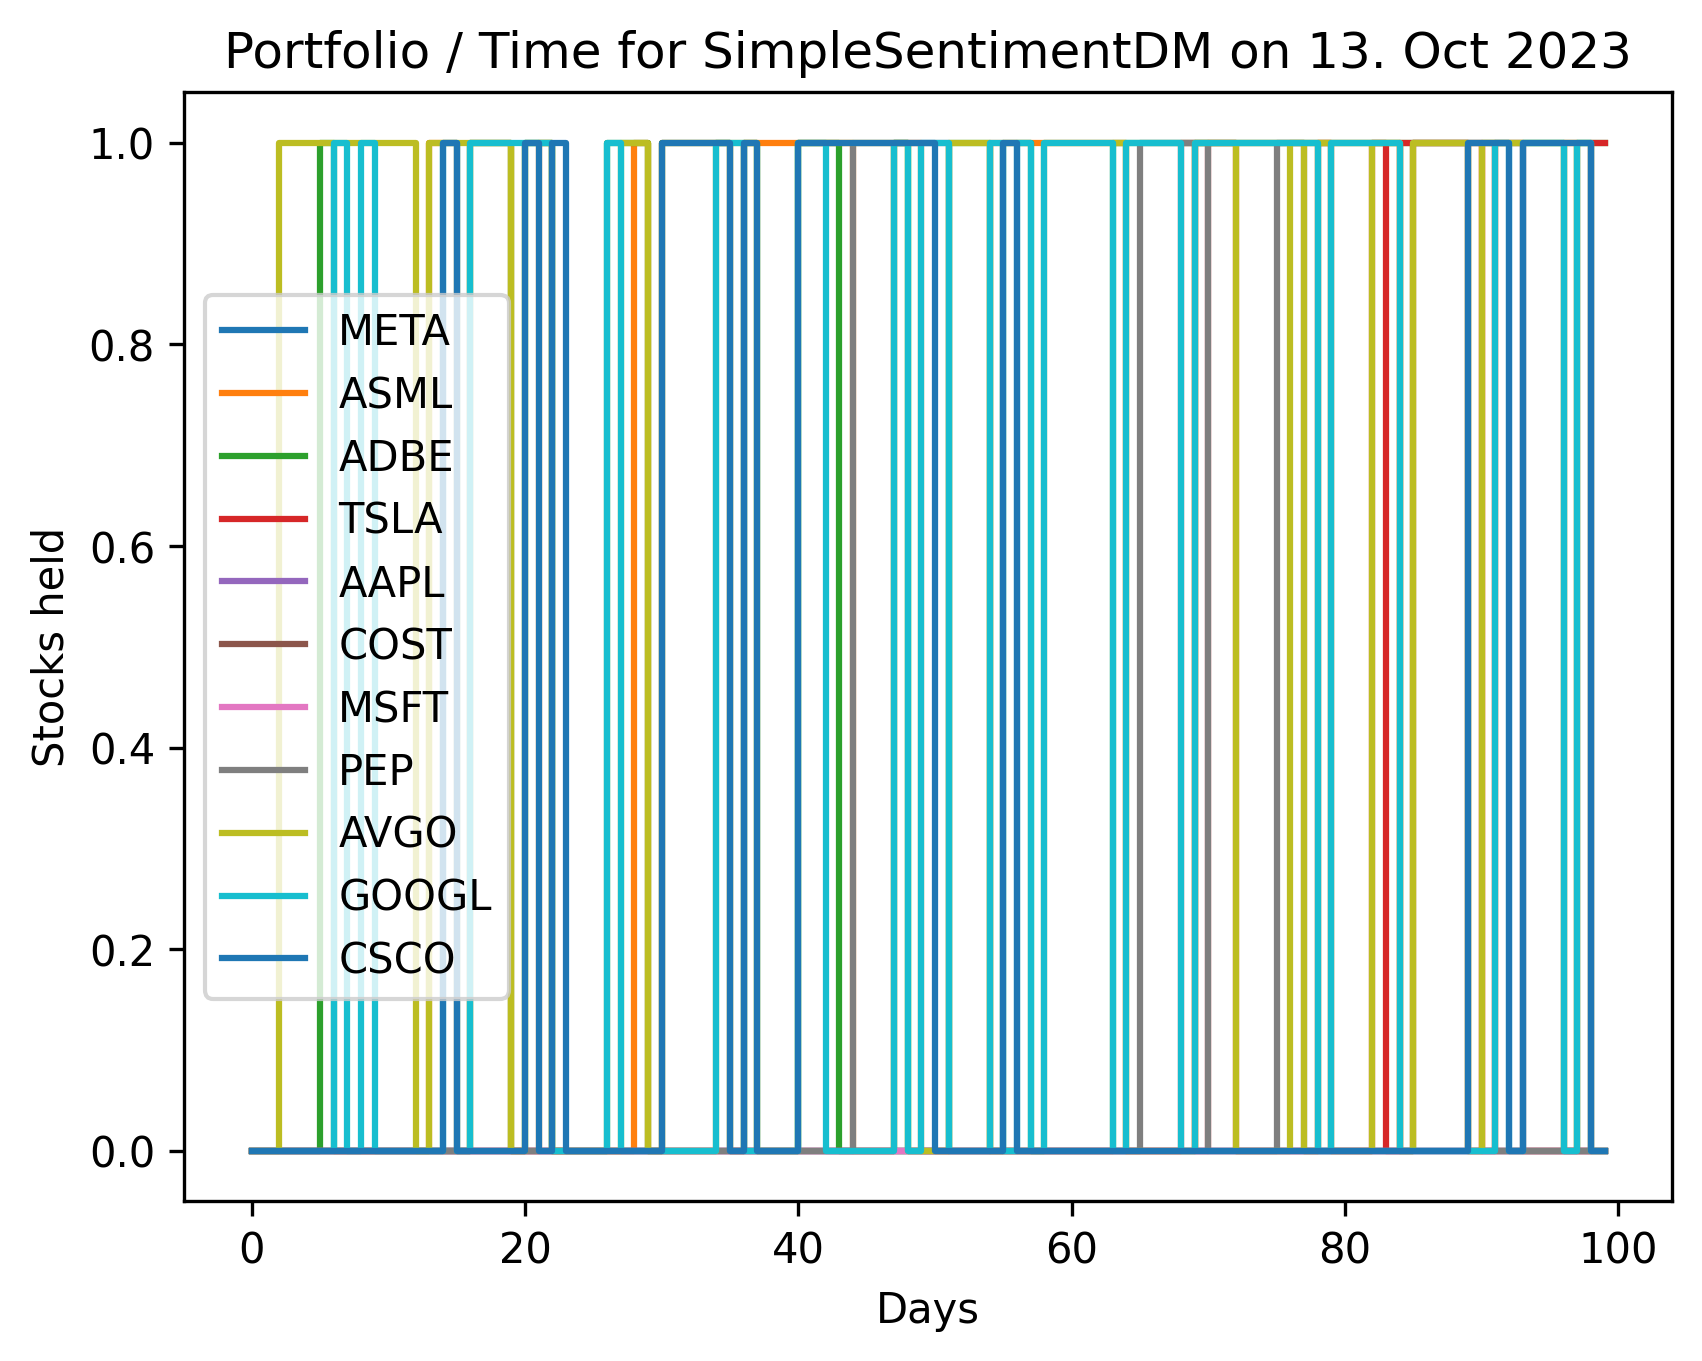 Portfolio / Time for SimpleSentimentDM on 13. Oct 2023
1.0
0.8
0.6
0.4
0.2
0.0
Stocks held
META
ASML
ADBE
TSLA
AAPL
COST
MSFT
PEP
AVGO
GOOGL
CSCO
0 20 40 60 80 100
Days